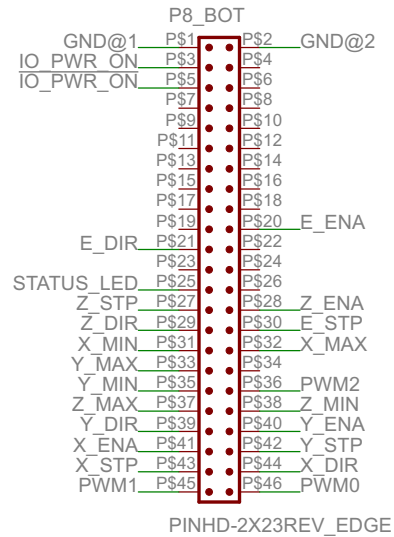 P8_BOT
GND@1 P$1 P$2 GND@2
IO_PWR_ON P$3 P$4
IO_PWR_ON P$5 P$6
P$7 P$8
P$9 P$10
P$11 P$12
P$13 P$14
P$15 P$16
P$17 P$18
P$19 P$20 E_ENA
E_DIR P$21 P$22
P$23 P$24
STATUS_LED P$25 P$26
Z_STP P$27 P$28 Z_ENA
Z_DIR P$29 P$30 E_STP
X_MIN P$31 P$32 X_MAX
Y_MAX P$33 P$34
Y_MIN P$35 P$36 PWM2
Z_MAX P$37 P$38 Z_MIN
Y_DIR P$39 P$40 Y_ENA
X_ENA P$41 P$42 Y_STP
X_STP P$43 P$44 X_DIR
PWM1 P$45 P$46 PWM0
PINHD-2X23REV_EDGE